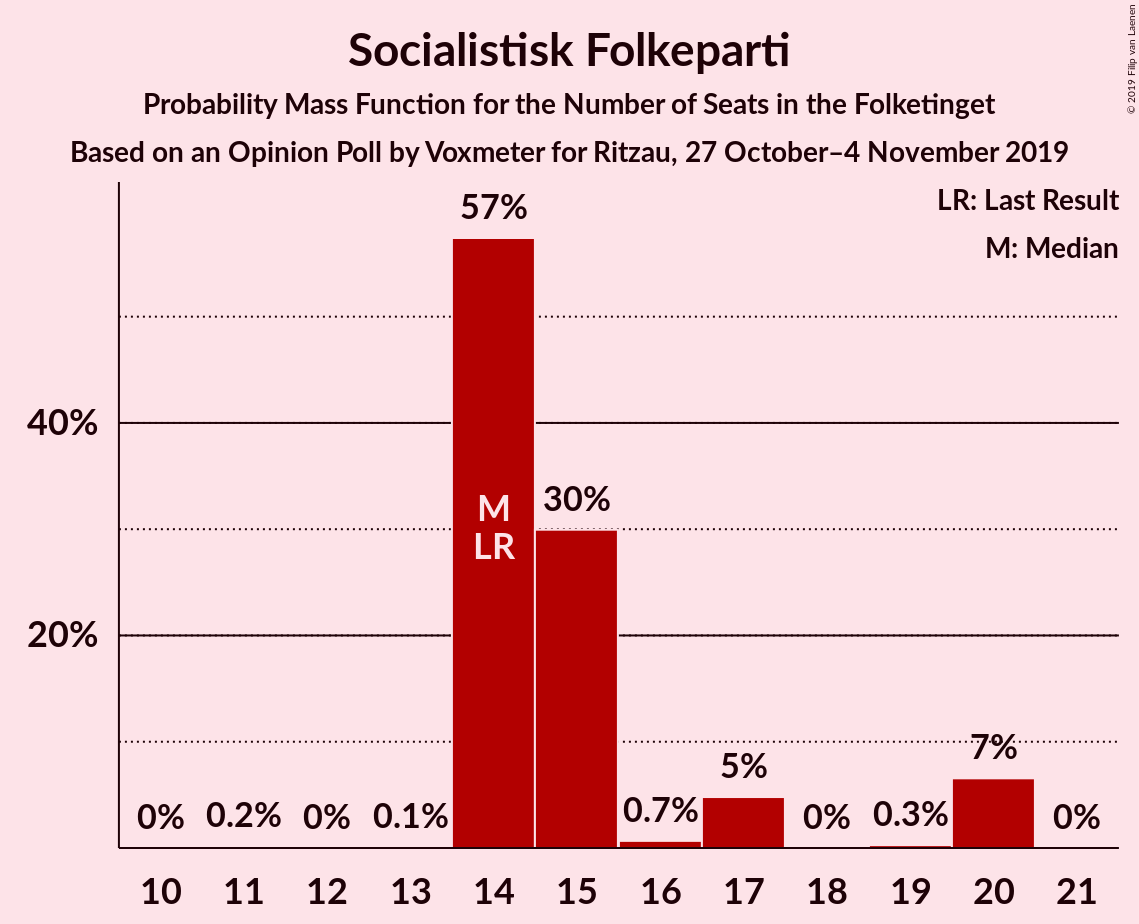 Socialistisk Folkeparti
Probability Mass Function for the Number of Seats in the Folketinget
Based on an Opinion Poll by Voxmeter for Ritzau, 27 October–4 November 2019
© 2019 Filip van Laenen
LR: Last Result
M: Median
57%
40%
M
LR
30%
20%
0%
0.2%
0%
0.1%
0.7%
5%
0%
0.3%
7%
0%
10 11 12 13 14 15 16 17 18 19 20 21